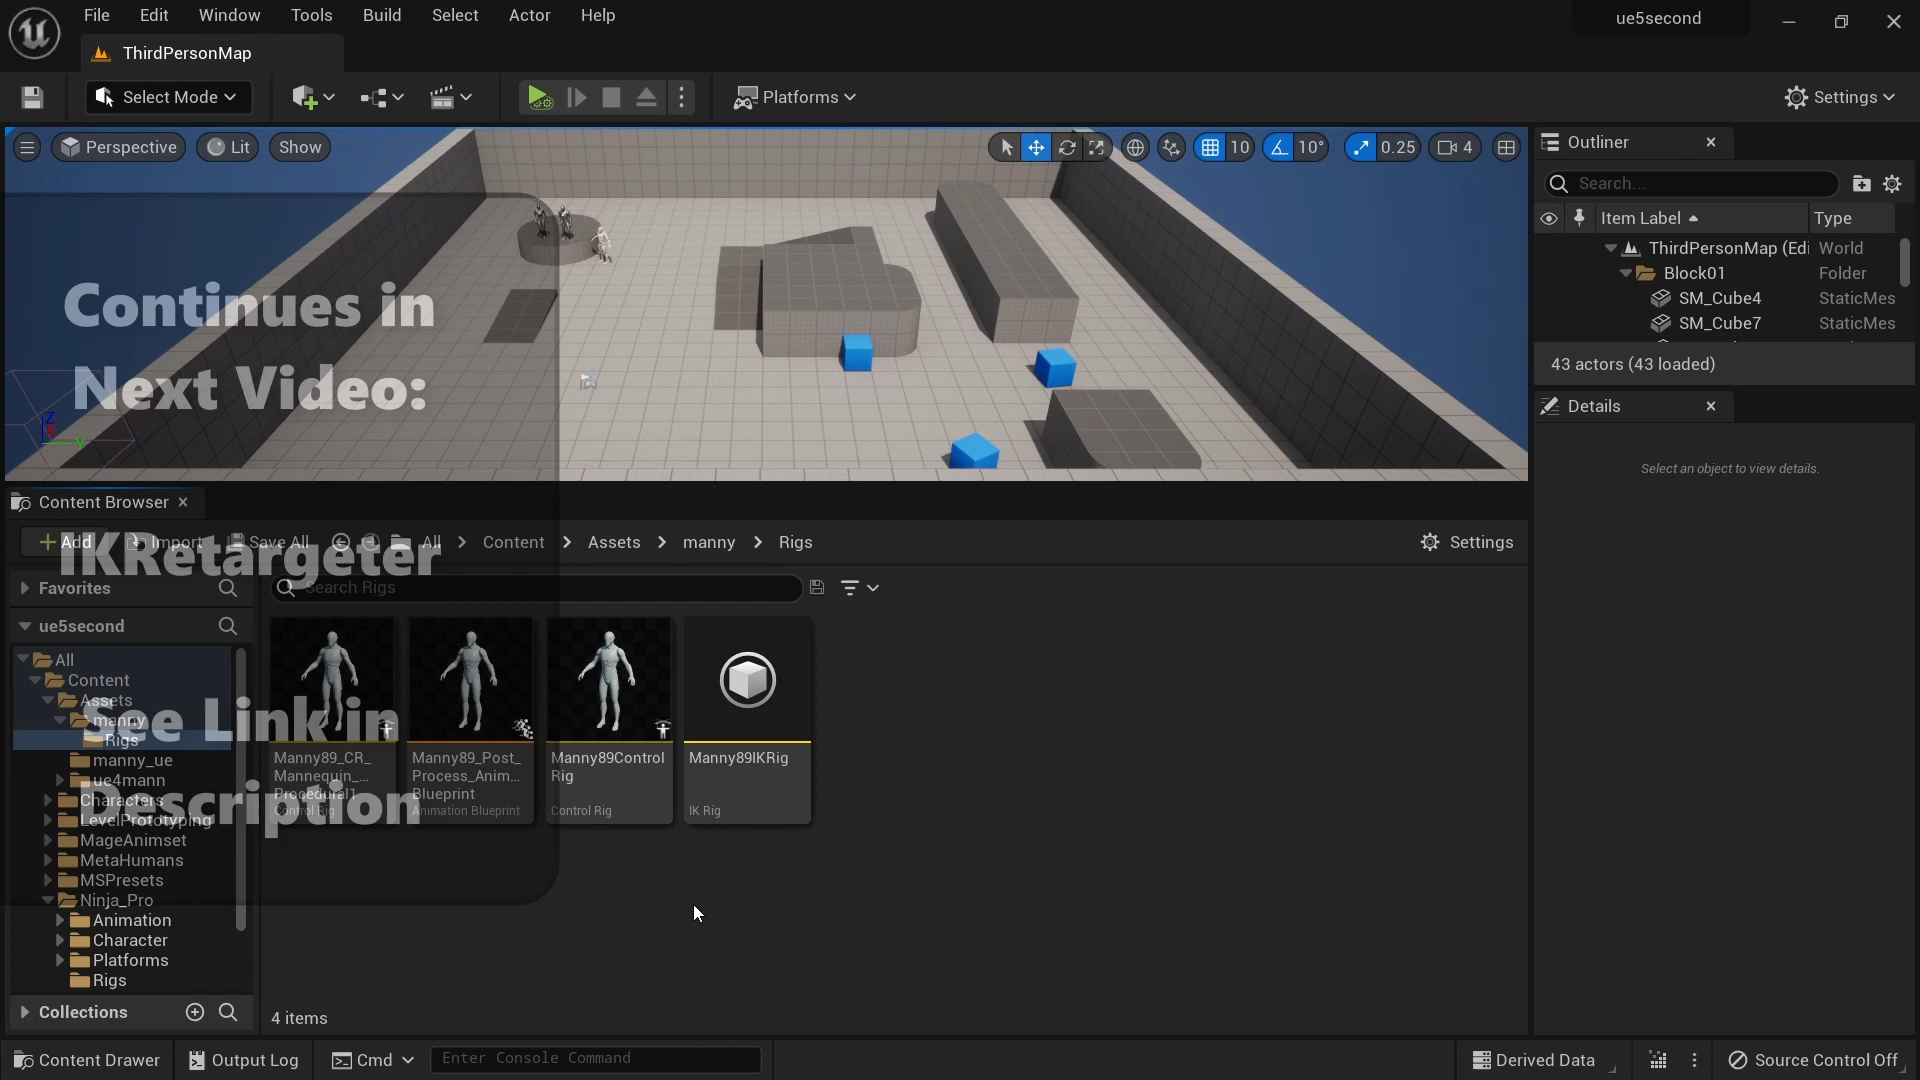 File Edit Window Tools Build Select Actor Help
ue5second
ThirdPersonMap
Select Mode
Platforms
Settings
Perspective
Lit
Show
10
10°
0.25
4
Outliner
Search...
Item Label
Type
ThirdPersonMap (Edi World
Block01 Folder
SM_Cube4 StaticMes
SM_Cube7 StaticMes
43 actors (43 loaded)
Details
Select an object to view details.
Continues in
Next Video:
IKRetargeter
See Link in
Description
Content Browser
Add Import Save All All Content Assets manny Rigs
Settings
Favorites
Search Rigs
ue5second
All
Content
Assets
manny
Rigs
manny_ue
ue4mann
Characters
LevelPrototyping
MageAnimset
MetaHumans
MSPresets
Ninja_Pro
Animation
Character
Platforms
Rigs
Collections
Manny89_CR_
Mannequin_...
Procedural1
Control Rig
Manny89_Post_
Process_Anim...
Blueprint
Animation Blueprint
Manny89Control
Rig
Control Rig
Manny89IKRig
IK Rig
4 items
Content Drawer
Output Log
Cmd
Enter Console Command
Derived Data
Source Control Off
Z
Y